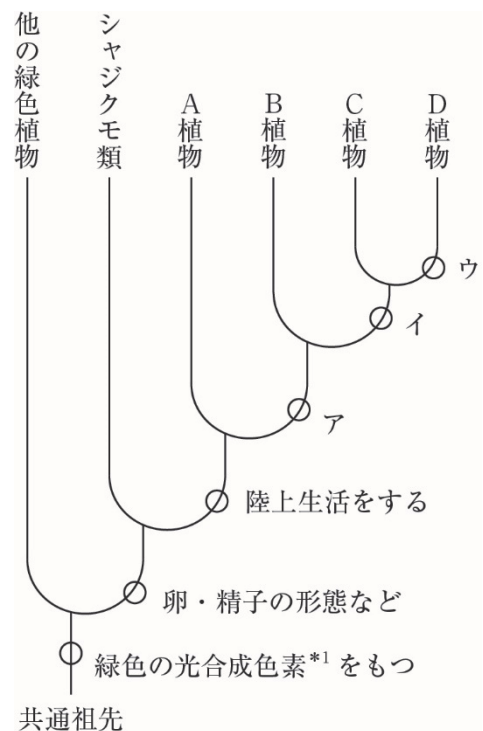 他の緑色植物
シャジクモ類
A植物
B植物
C植物
D植物
ウ
イ
ア
陸上生活をする
卵・精子の形態など
緑色の光合成色素*1をもつ
共通祖先